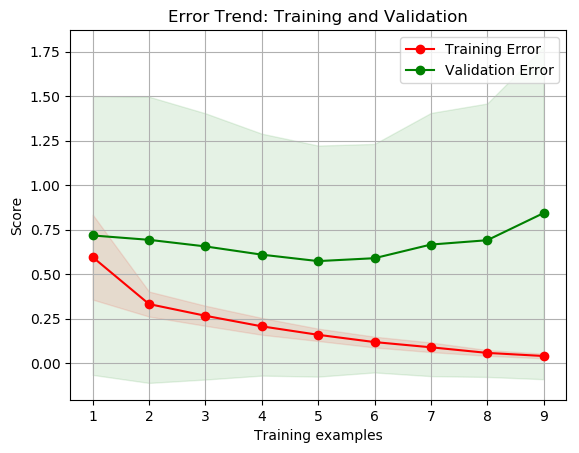 Error Trend: Training and Validation
Training Error
Validation Error
Score
1.75
1.50
1.25
1.00
0.75
0.50
0.25
0.00
1 2 3 4 5 6 7 8 9
Training examples